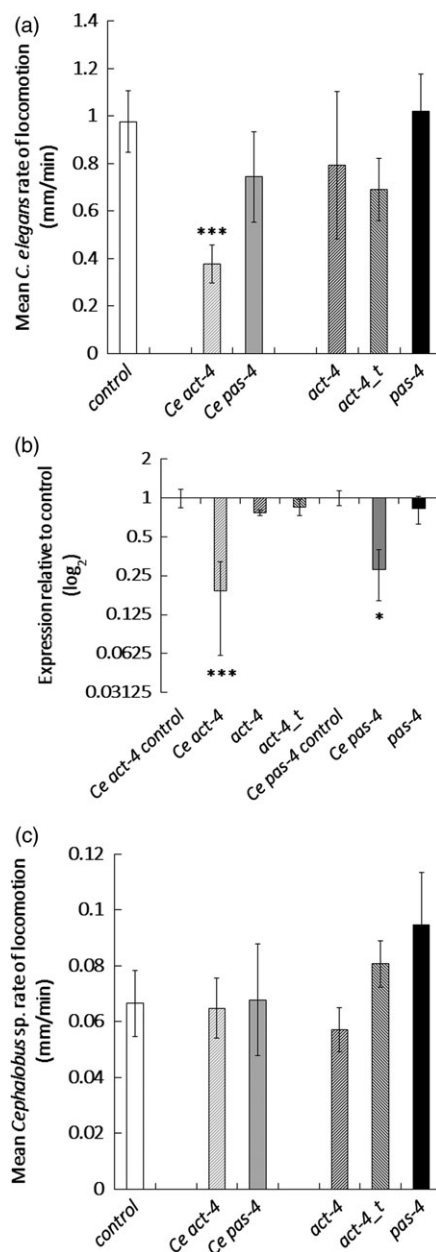 (a)
Mean C. elegans rate of locomotion
(mm/min)
1.4
1.2
1
0.8
0.6
0.4
0.2
0
***
control
Ce act-4
Ce pas-4
act-4
act-4_t
pas-4
(b)
Expression relative to control
(log2)
2
1
0.5
0.25
0.125
0.0625
0.03125
***
*
Ce act-4 control
Ce act-4
act-4
act-4_t
Ce pas-4 control
Ce pas-4
pas-4
(c)
Mean Cephalobus sp. rate of locomotion
(mm/min)
0.12
0.1
0.08
0.06
0.04
0.02
0
control
Ce act-4
Ce pas-4
act-4
act-4_t
pas-4